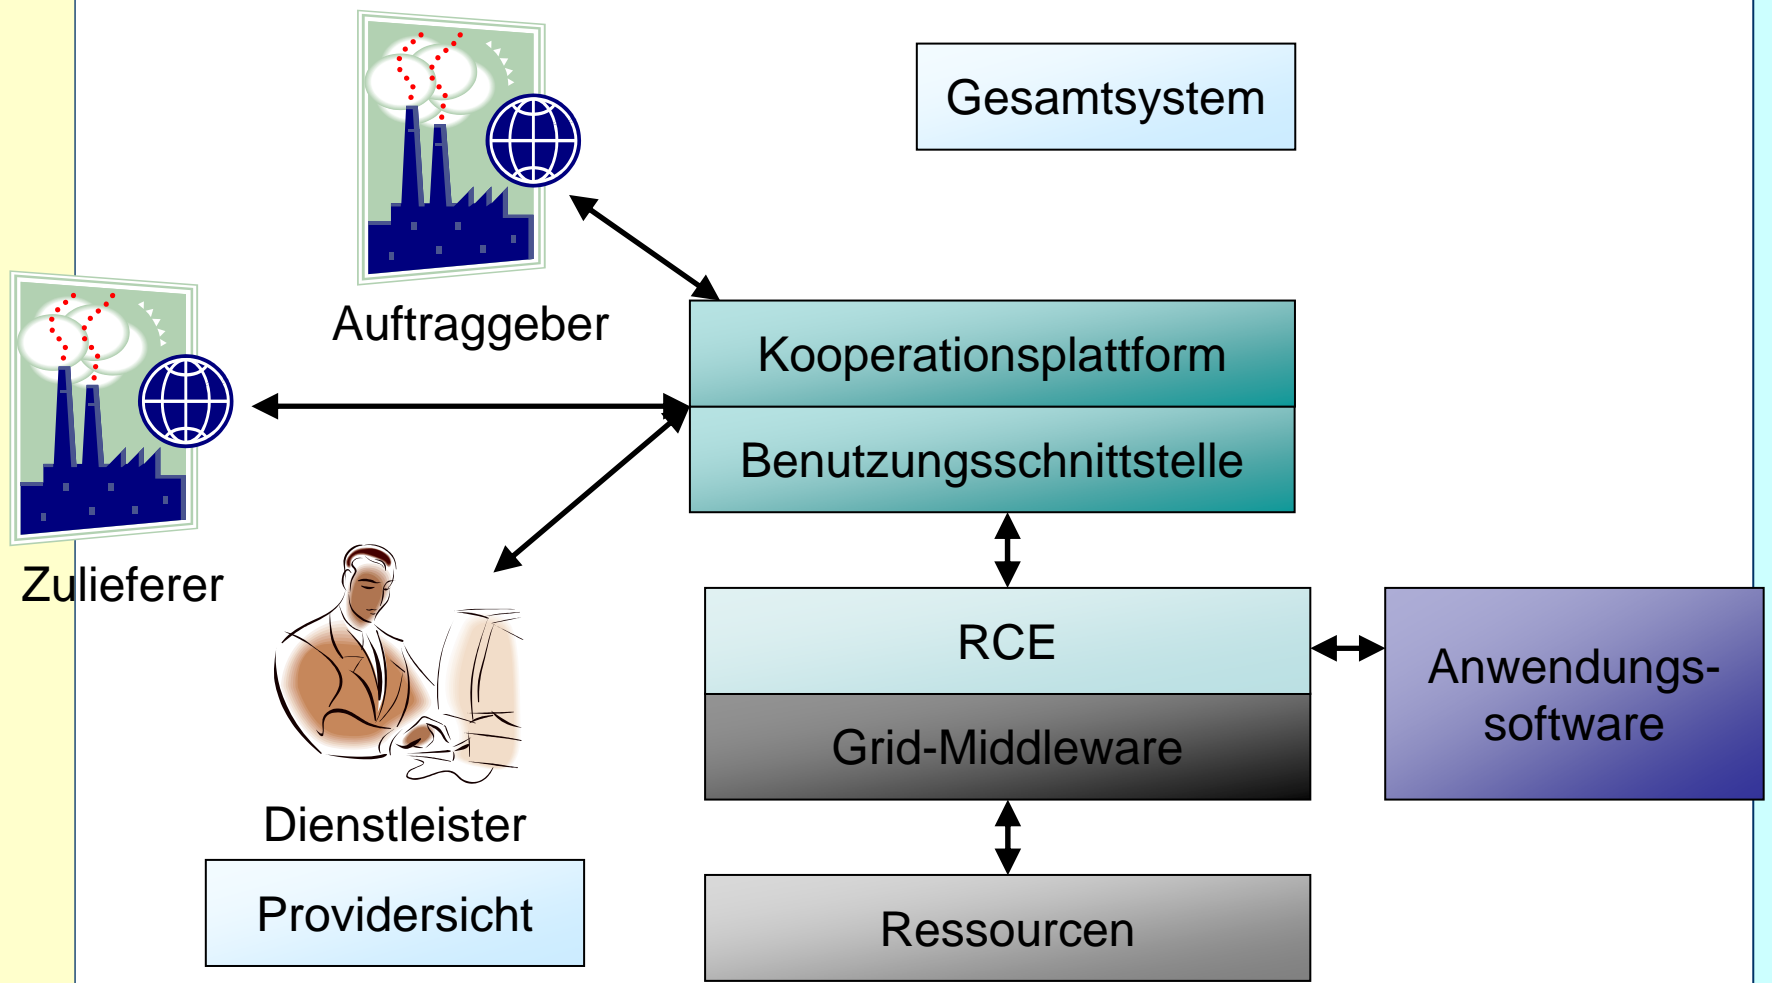 Gesamtsystem
Auftraggeber
Kooperationsplattform
Benutzungsschnittstelle
Zulieferer
RCE
Anwendungs-
software
Grid-Middleware
Dienstleister
Providersicht
Ressourcen